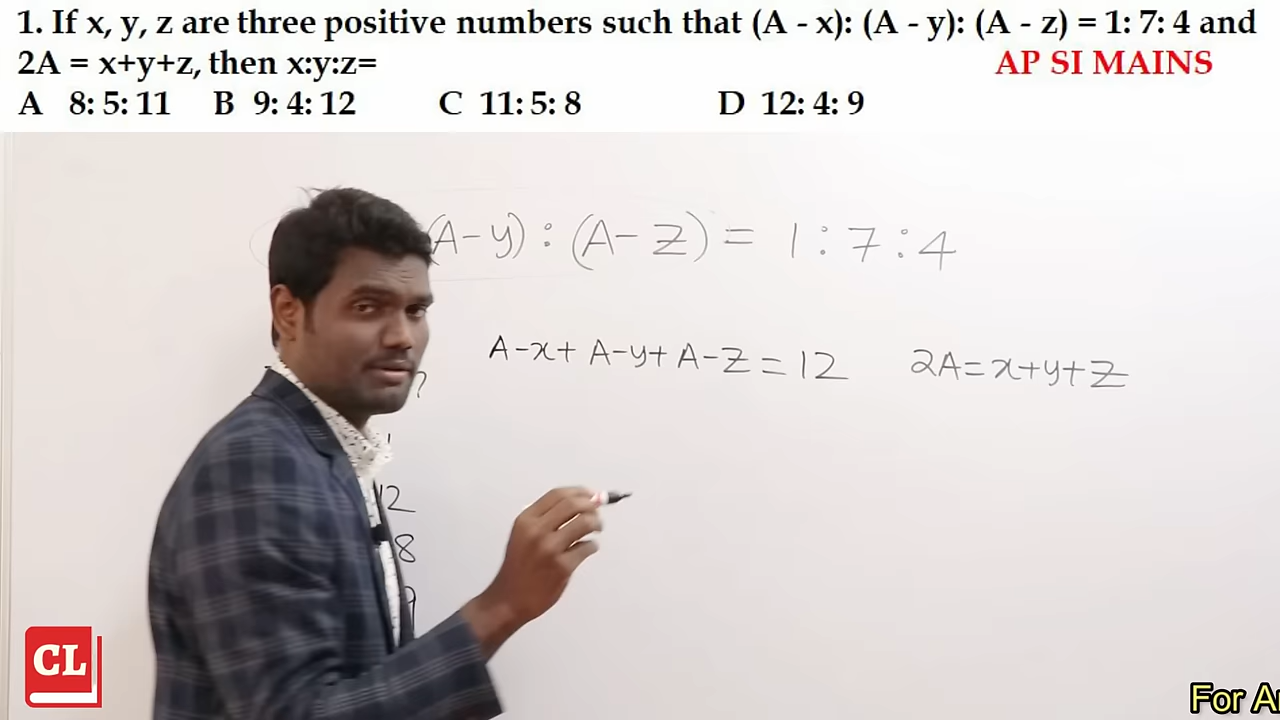 1. If x, y, z are three positive numbers such that (A - x): (A - y): (A - z) = 1: 7: 4 and
2A = x+y+z, then x:y:z=
AP SI MAINS
A 8: 5: 11 B 9: 4: 12 C 11: 5: 8 D 12: 4: 9
(A-y) : (A-z) = 1 : 7 : 4
A-x+ A-y+ A-z = 12 2A=x+y+z
12
8
9
CL
For